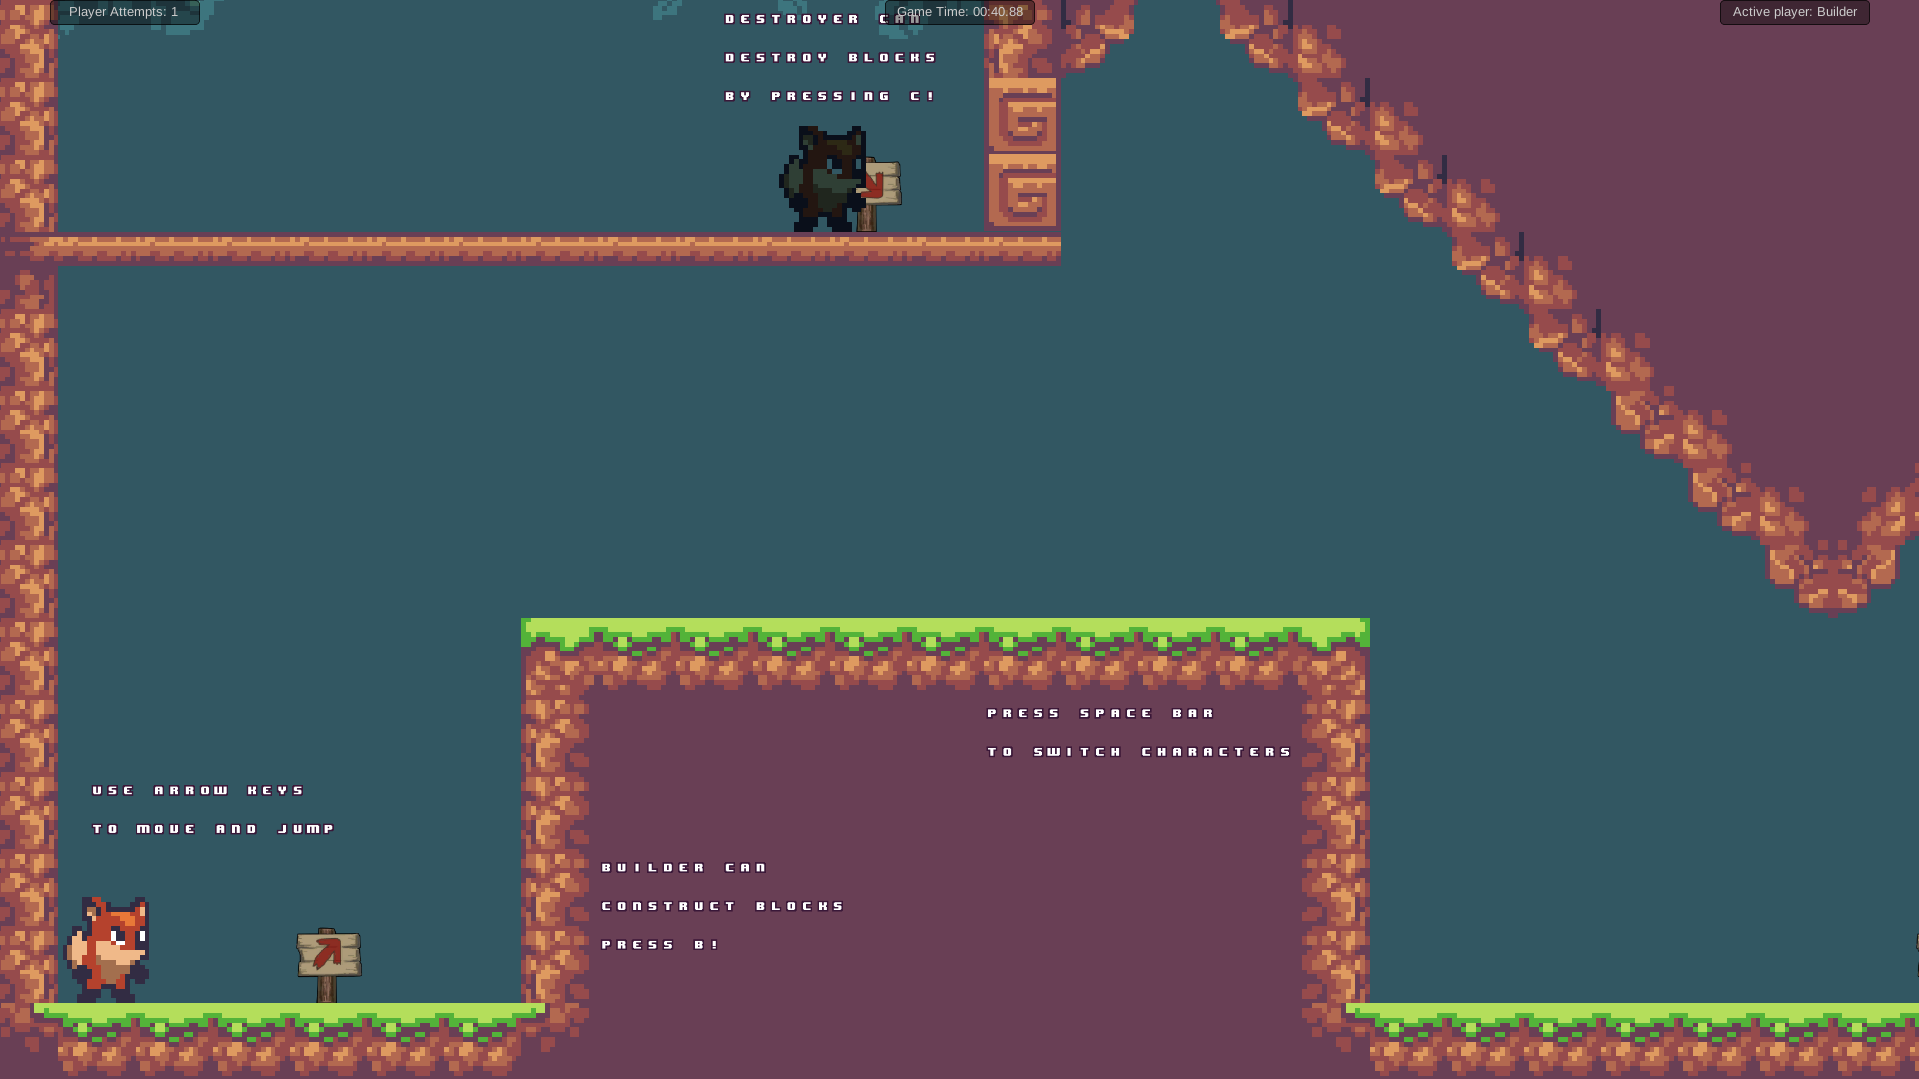 Player Attempts: 1
Game Time: 00:40.88
Active player: Builder
DESTROYER CAN
DESTROY BLOCKS
BY PRESSING C!
PRESS SPACE BAR
TO SWITCH CHARACTERS
USE ARROW KEYS
TO MOVE AND JUMP
BUILDER CAN
CONSTRUCT BLOCKS
PRESS B!